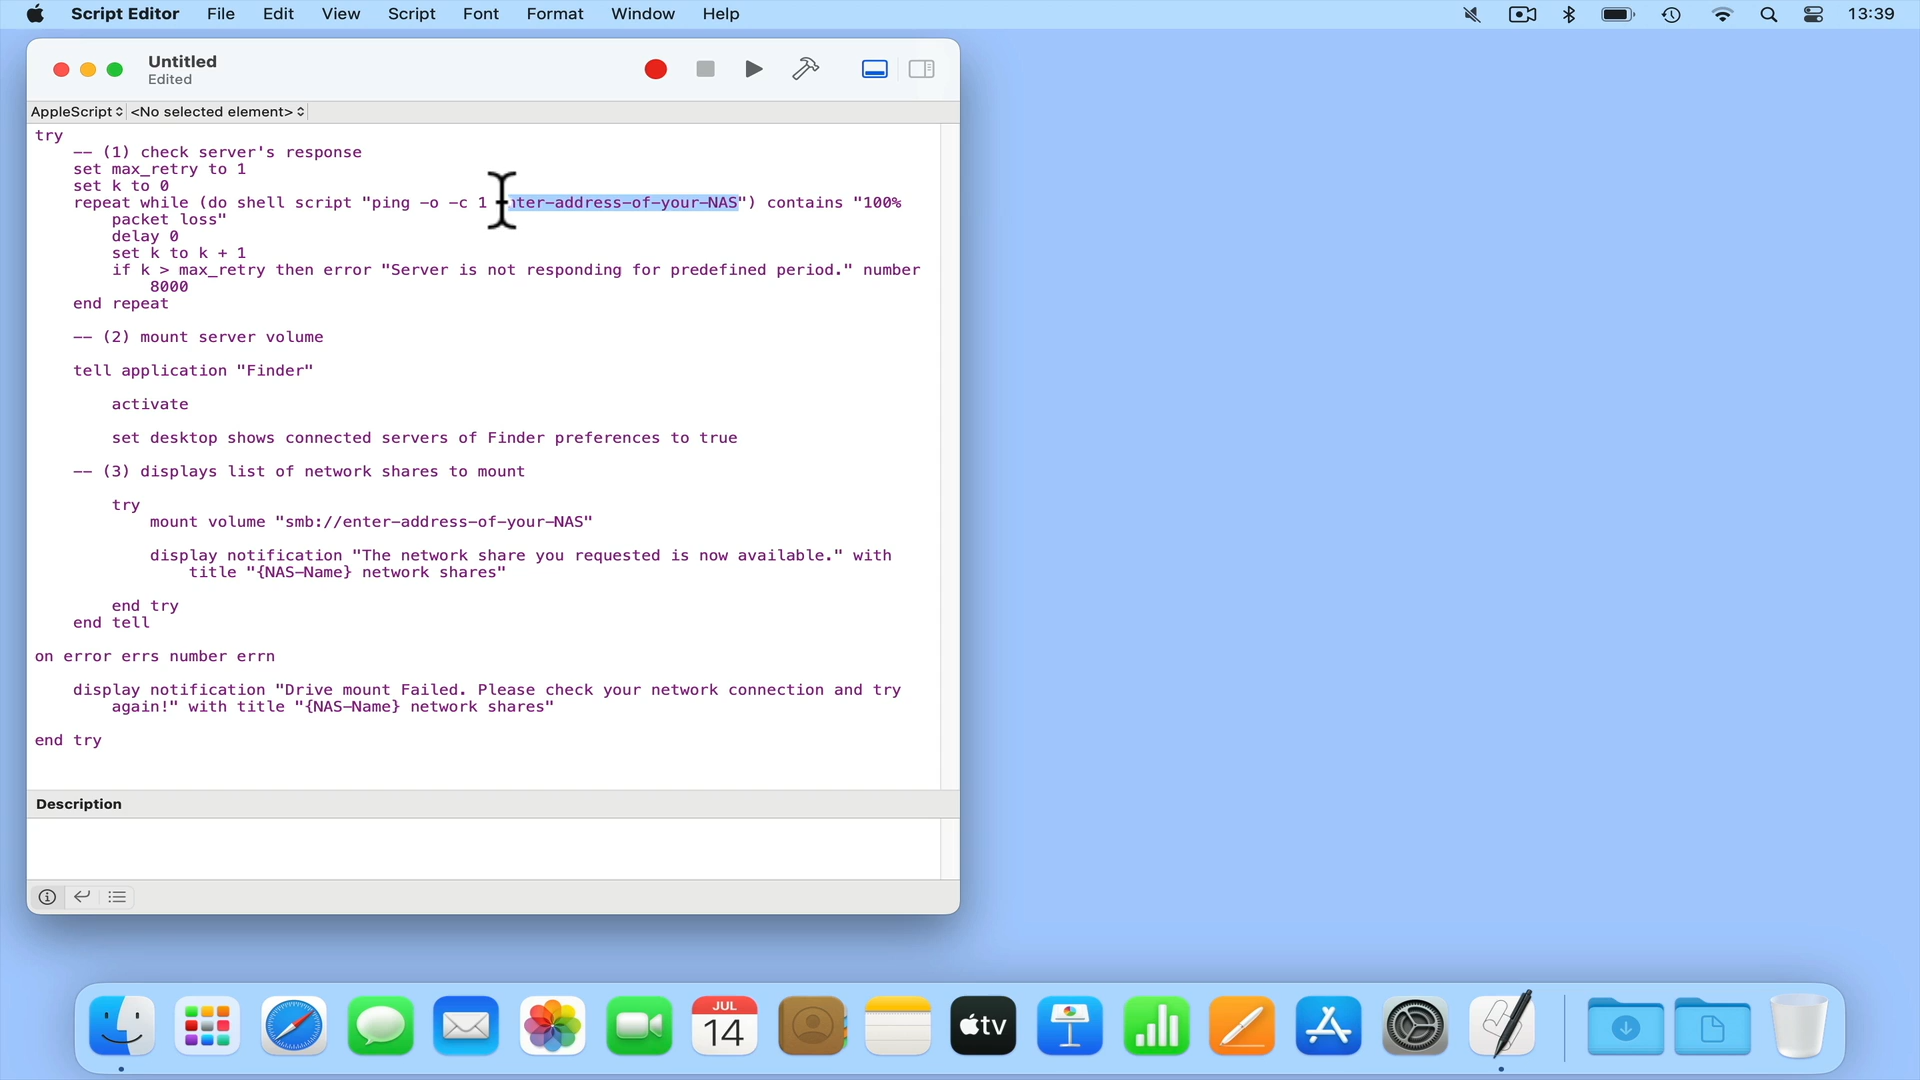 Script Editor File Edit View Script Font Format Window Help 13:39
Untitled
Edited
AppleScript <No selected element>
try
-- (1) check server's response
set max_retry to 1
set k to 0
repeat while (do shell script "ping -o -c 1 nter-address-of-your-NAS") contains "100%
packet loss"
delay 0
set k to k + 1
if k > max_retry then error "Server is not responding for predefined period." number
8000
end repeat
-- (2) mount server volume
tell application "Finder"
activate
set desktop shows connected servers of Finder preferences to true
-- (3) displays list of network shares to mount
try
mount volume "smb://enter-address-of-your-NAS"
display notification "The network share you requested is now available." with
title "{NAS-Name} network shares"
end try
end tell
on error errs number errn
display notification "Drive mount Failed. Please check your network connection and try
again!" with title "{NAS-Name} network shares"
end try
Description
JUL
14
tv